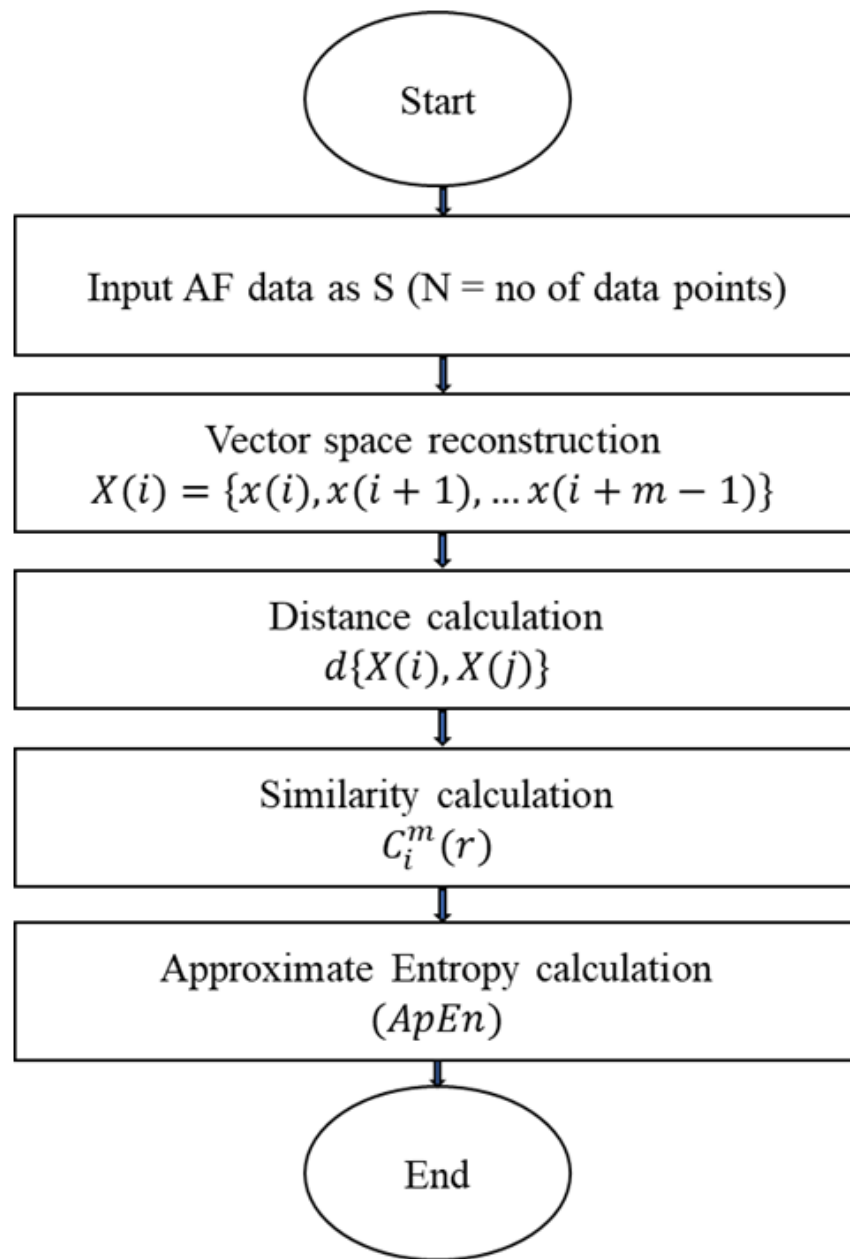 Start
Input AF data as S (N = no of data points)
Vector space reconstruction
X(i) = {x(i), x(i + 1), … x(i + m − 1)}
Distance calculation
d{X(i), X(j)}
Similarity calculation
C_i^m(r)
Approximate Entropy calculation
(ApEn)
End